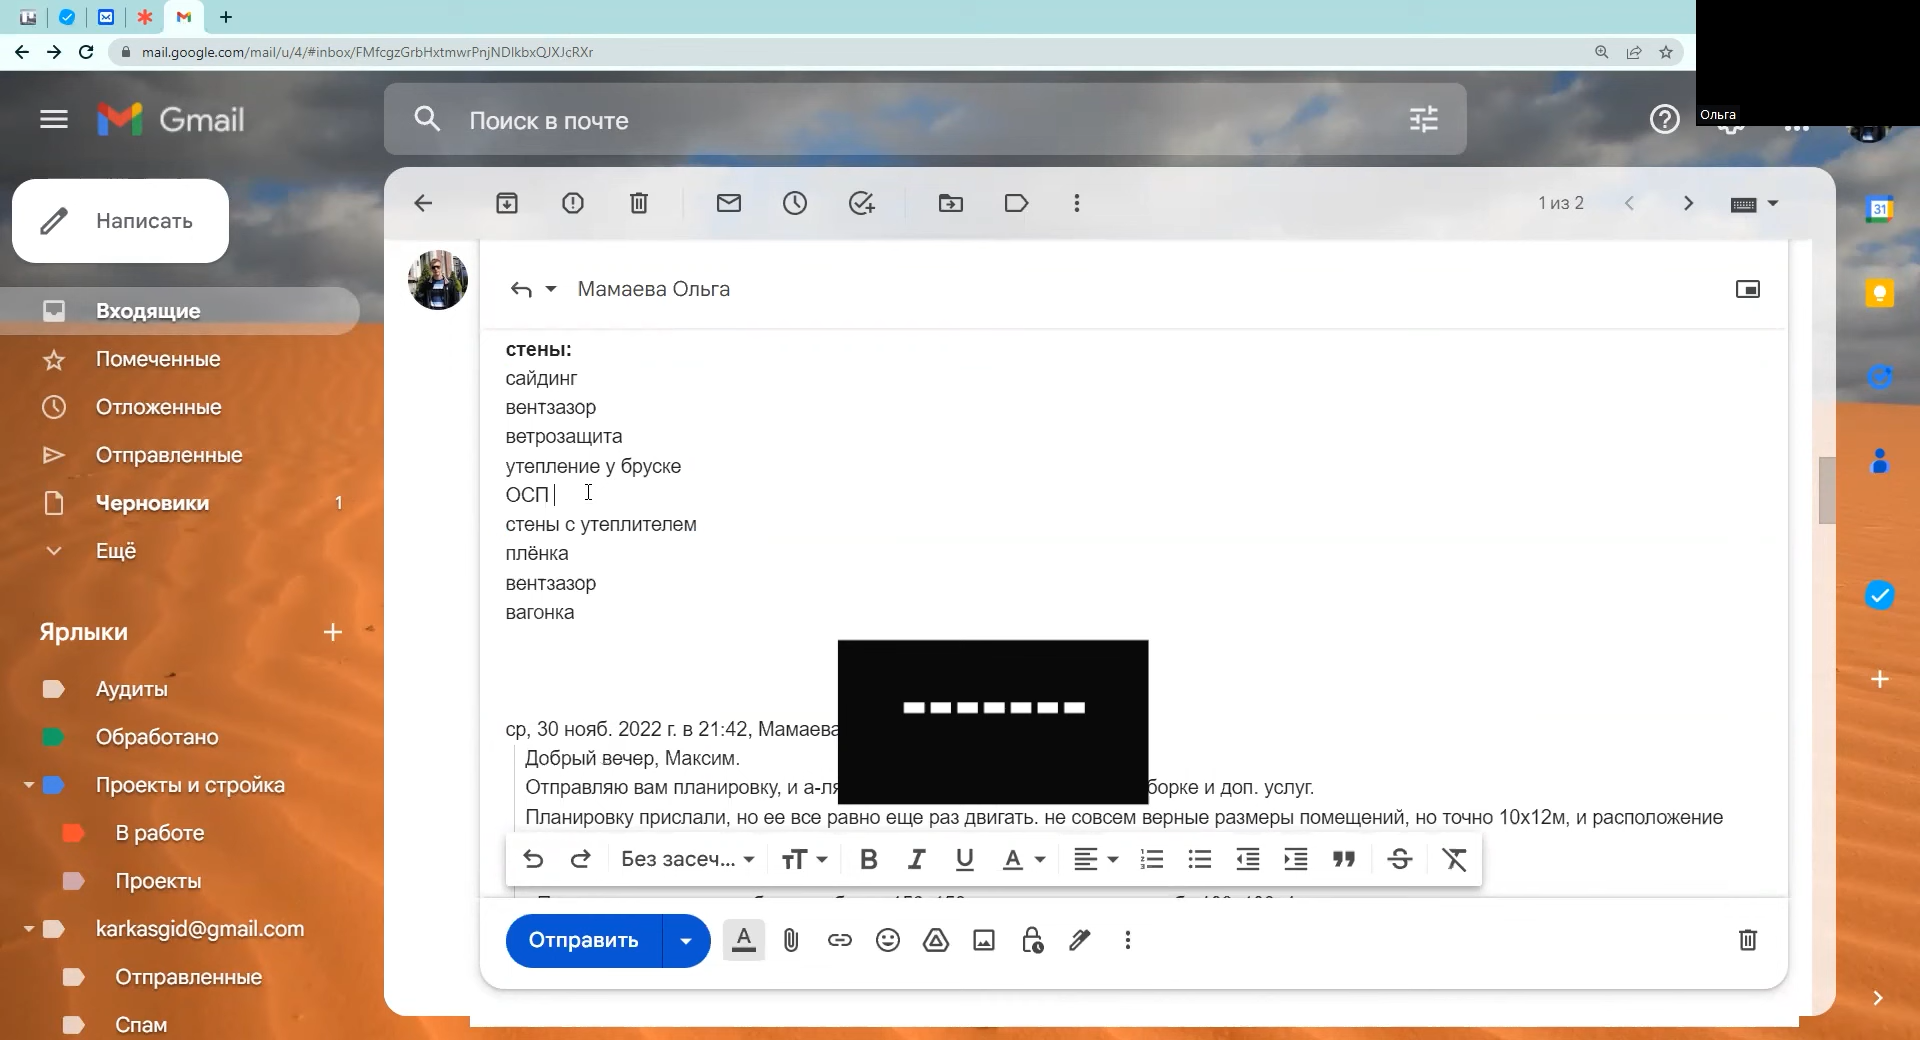 mail.google.com/mail/u/4/#inbox/FMfcgzGrbHxtmwrPnjNDlkbxQJXJcRXr
Ольга
Gmail
Поиск в почте
Написать
1 из 2
31
Входящие
Помеченные
Отложенные
Отправленные
Черновики 1
Ещё
Ярлыки
Аудиты
Обработано
Проекты и стройка
В работе
Проекты
karkasgid@gmail.com
Отправленные
Спам
Мамаева Ольга
стены:
сайдинг
вентзазор
ветрозащита
утепление у бруске
ОСП
стены с утеплителем
плёнка
вентзазор
вагонка
ср, 30 нояб. 2022 г. в 21:42, Мамаева
Добрый вечер, Максим.
Отправляю вам планировку, и а-ля борке и доп. услуг.
Планировку прислали, но ее все равно еще раз двигать. не совсем верные размеры помещений, но точно 10х12м, и расположение
Без засеч...
Отправить